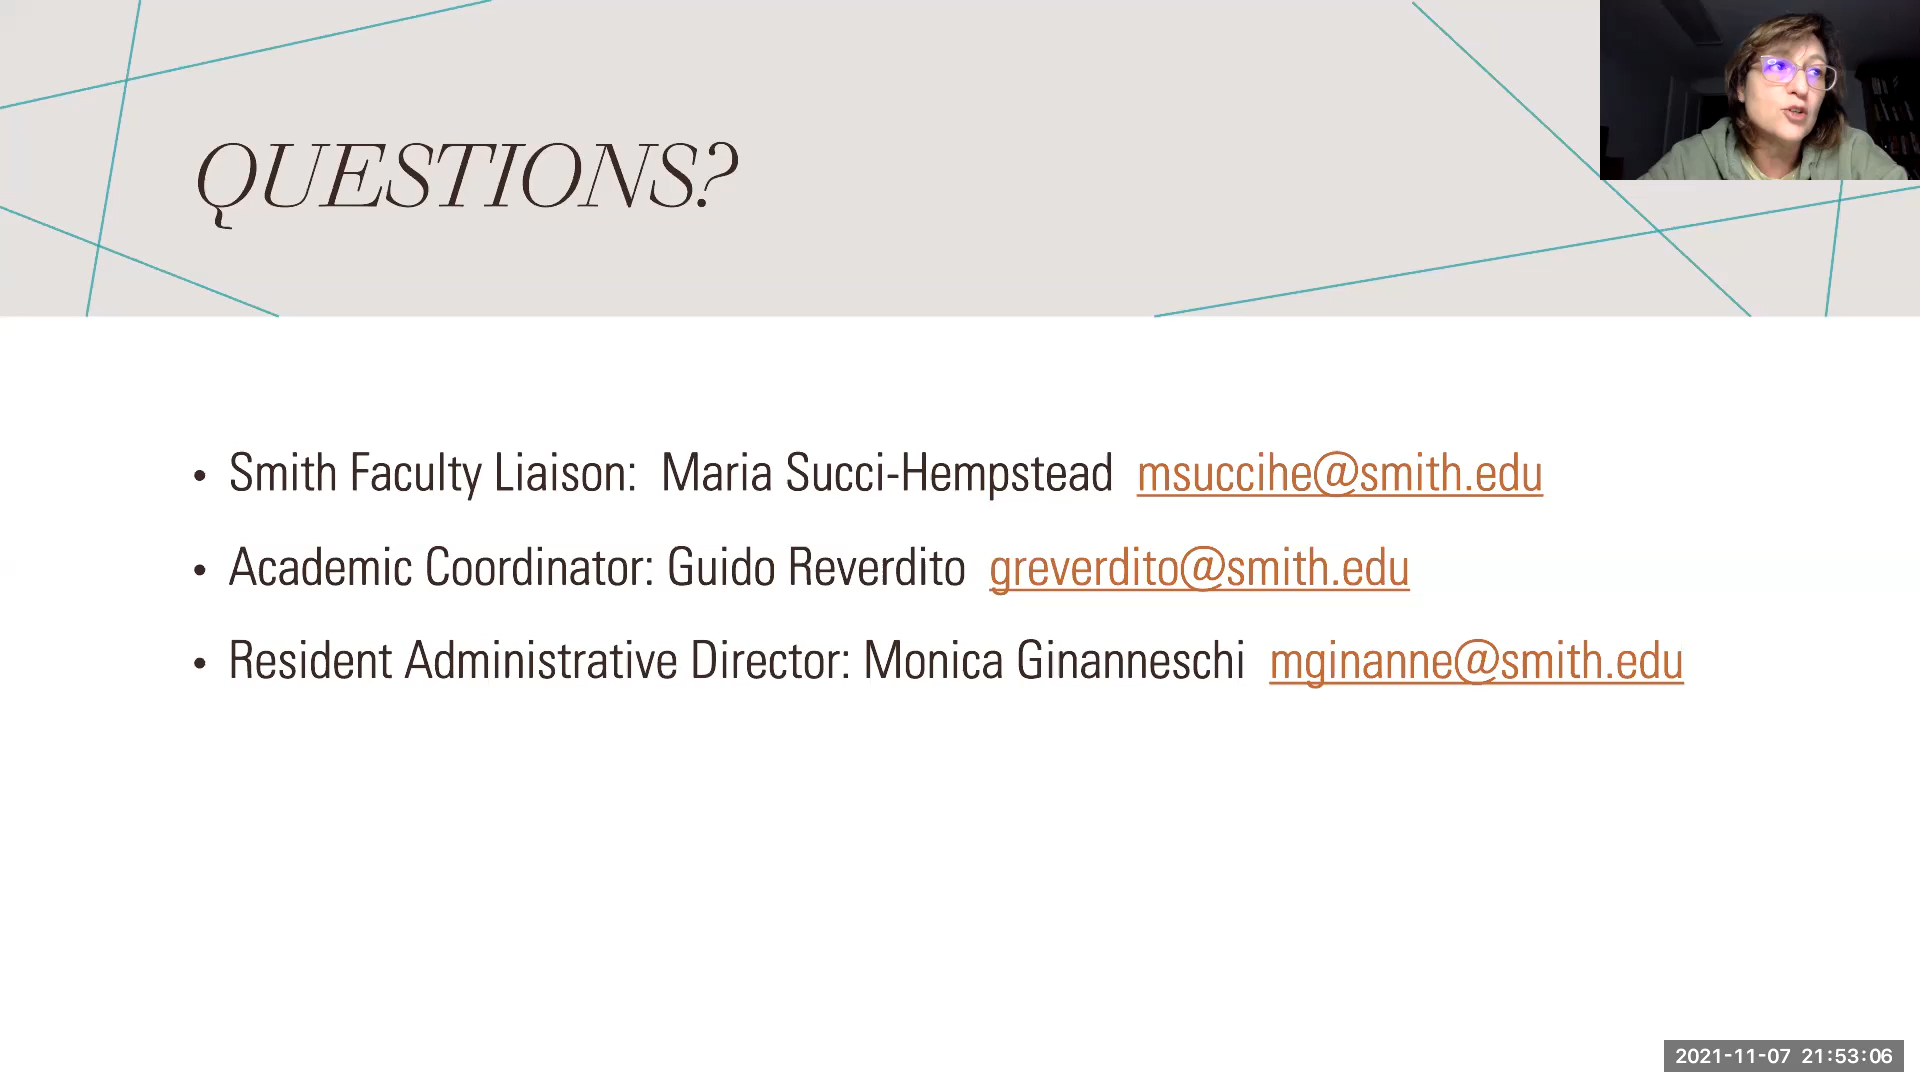 QUESTIONS?
• Smith Faculty Liaison: Maria Succi-Hempstead msuccihe@smith.edu
• Academic Coordinator: Guido Reverdito greverdito@smith.edu
• Resident Administrative Director: Monica Ginanneschi mginanne@smith.edu
2021-11-07 21:53:06